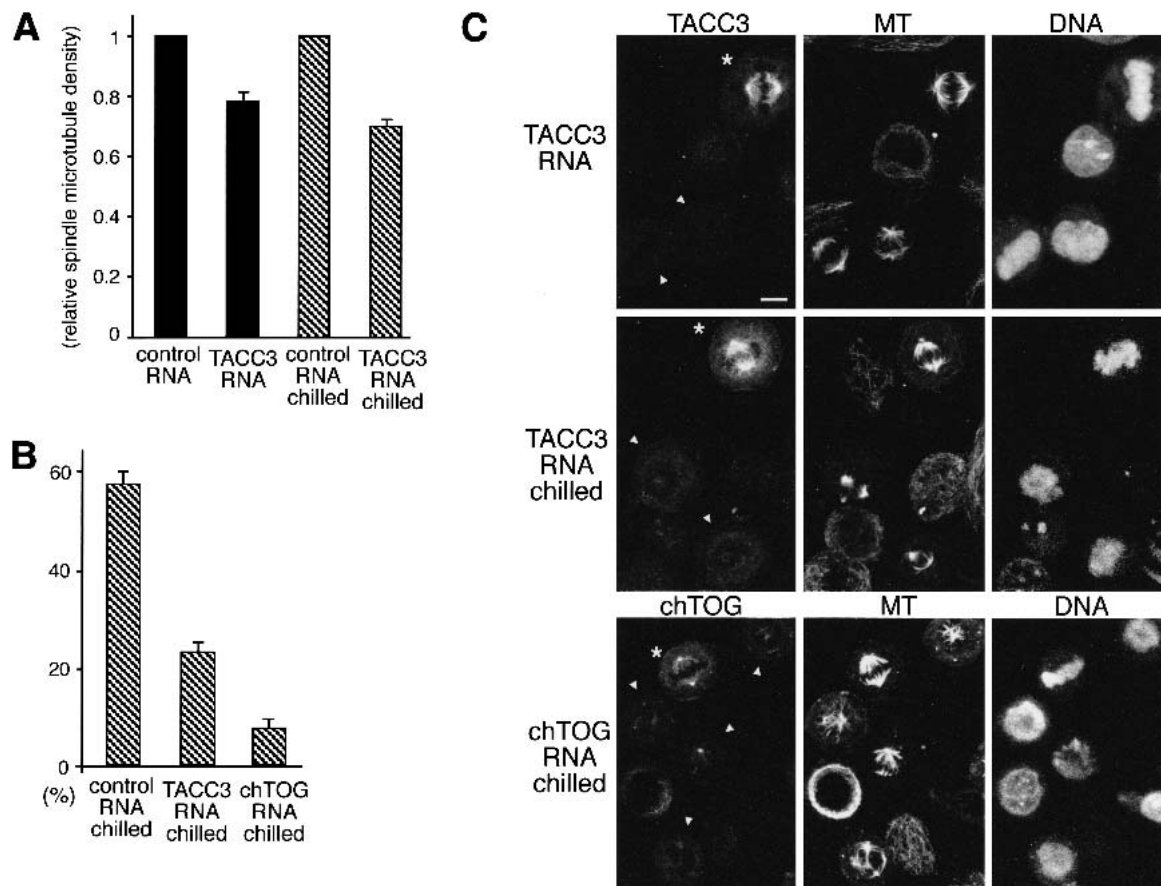 A
(relative spindle microtubule density)
1
0.8
0.6
0.4
0.2
0
control
RNA
TACC3
RNA
control
RNA
chilled
TACC3
RNA
chilled
B
60
40
20
0
(%)
control
RNA
chilled
TACC3
RNA
chilled
chTOG
RNA
chilled
C
TACC3 MT DNA
TACC3
RNA
*
TACC3
RNA
chilled
*
chTOG MT DNA
chTOG
RNA
chilled
*